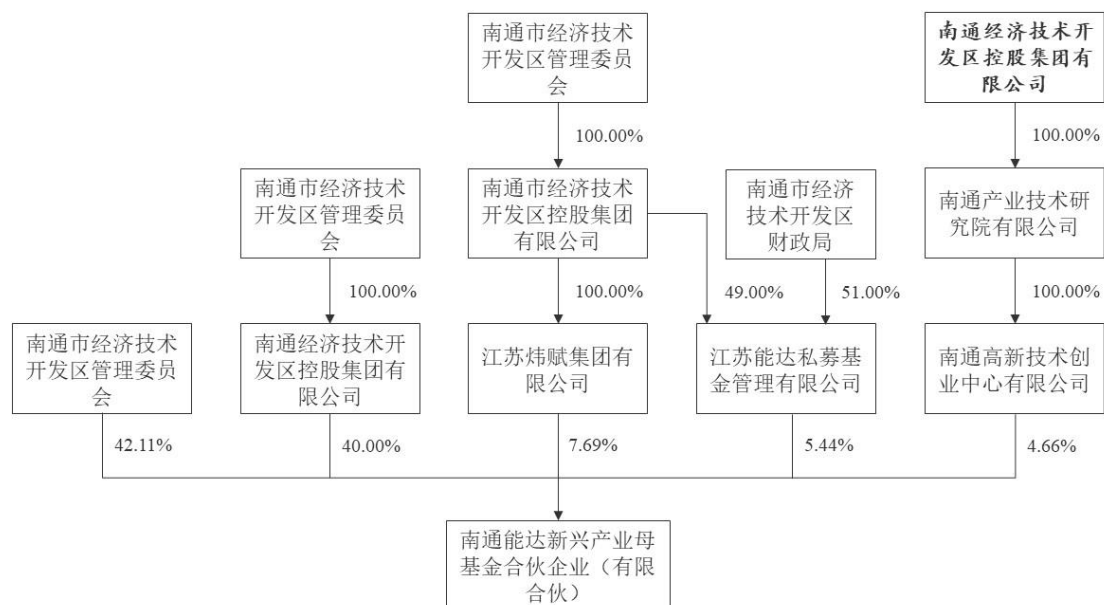 南通市经济技术
开发区管理委员
会
南通经济技术开
发区控股集团有
限公司
100.00%
100.00%
南通市经济技术
开发区管理委员
会
南通市经济技术
开发区控股集团
有限公司
南通市经济
技术开发区
财政局
南通产业技术研
究院有限公司
100.00%
100.00%
49.00%
51.00%
100.00%
南通市经济技术
开发区管理委员
会
南通经济技术开
发区控股集团有
限公司
江苏炜赋集团有
限公司
江苏能达私募基
金管理有限公司
南通高新技术创
业中心有限公司
42.11%
40.00%
7.69%
5.44%
4.66%
南通能达新兴产业母
基金合伙企业（有限
合伙）